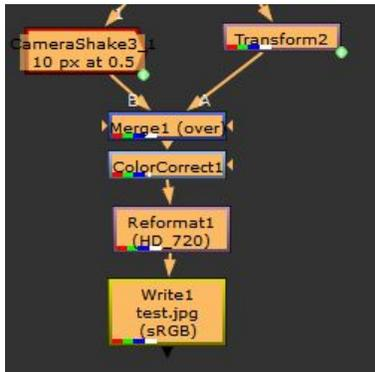 CameraShake3_1
10 px at 0.5
Transform2
B
A
Merge1 (over)
ColorCorrect1
Reformat1
(HD_720)
Write1
test.jpg
(sRGB)